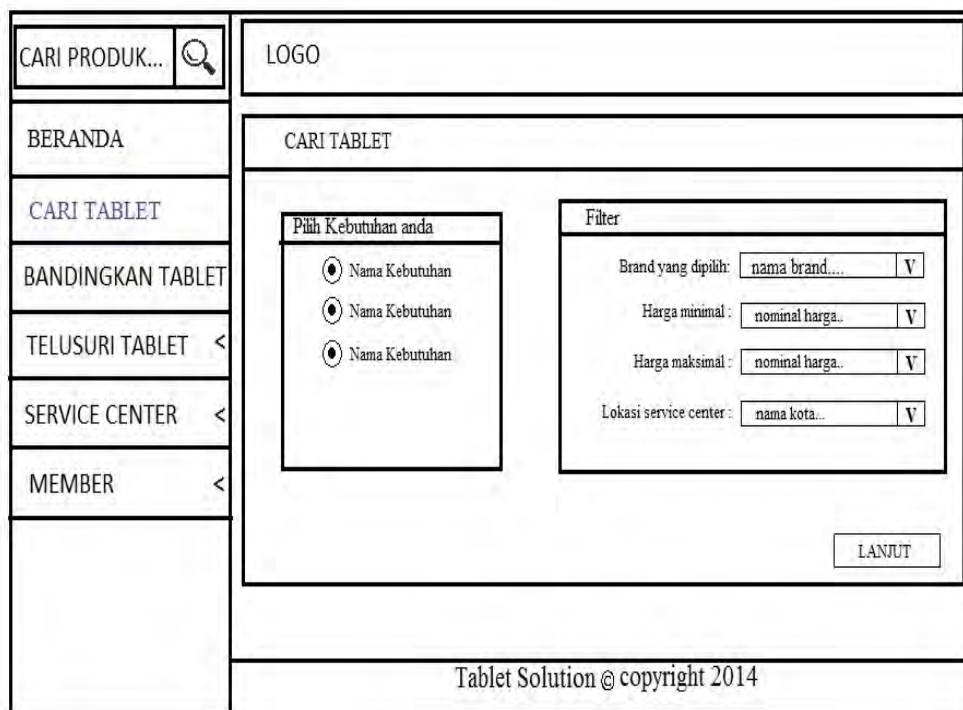 CARI PRODUK...
BERANDA
CARI TABLET
BANDINGKAN TABLET
TELUSURI TABLET <
SERVICE CENTER <
MEMBER <
LOGO
CARI TABLET
Pilih Kebutuhan anda
Nama Kebutuhan
Nama Kebutuhan
Nama Kebutuhan
Filter
Brand yang dipilih: nama brand.... V
Harga minimal : nominal harga.. V
Harga maksimal : nominal harga.. V
Lokasi service center : nama kota... V
LANJUT
Tablet Solution © copyright 2014